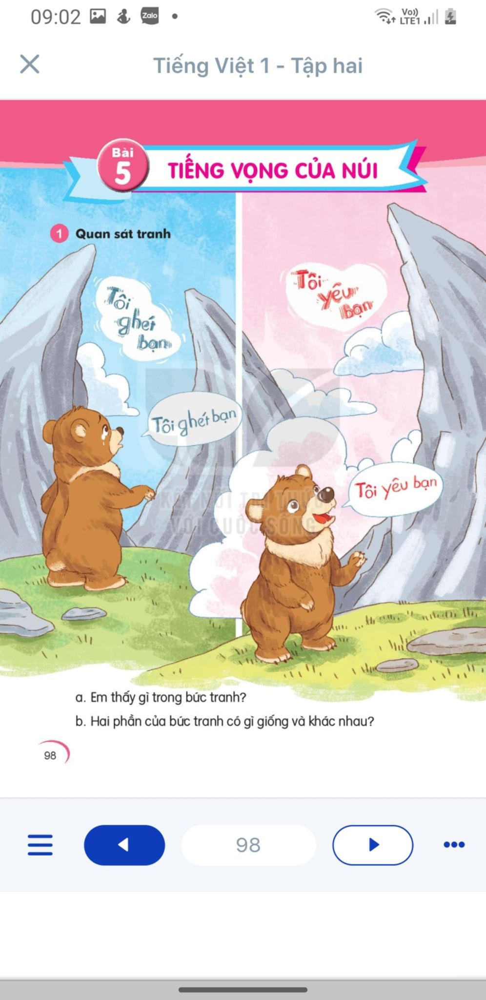 09:02 Zalo Vo)) LTE1
Tiếng Việt 1 - Tập hai
Bài
5
TIẾNG VỌNG CỦA NÚI
1 Quan sát tranh
Tôi
ghét
bạn
Tôi ghét bạn
Tôi
yêu
bạn
Tôi yêu bạn
KẾT NỐI TRI THỨC
VỚI CUỘC SỐNG
a. Em thấy gì trong bức tranh?
b. Hai phần của bức tranh có gì giống và khác nhau?
98
98